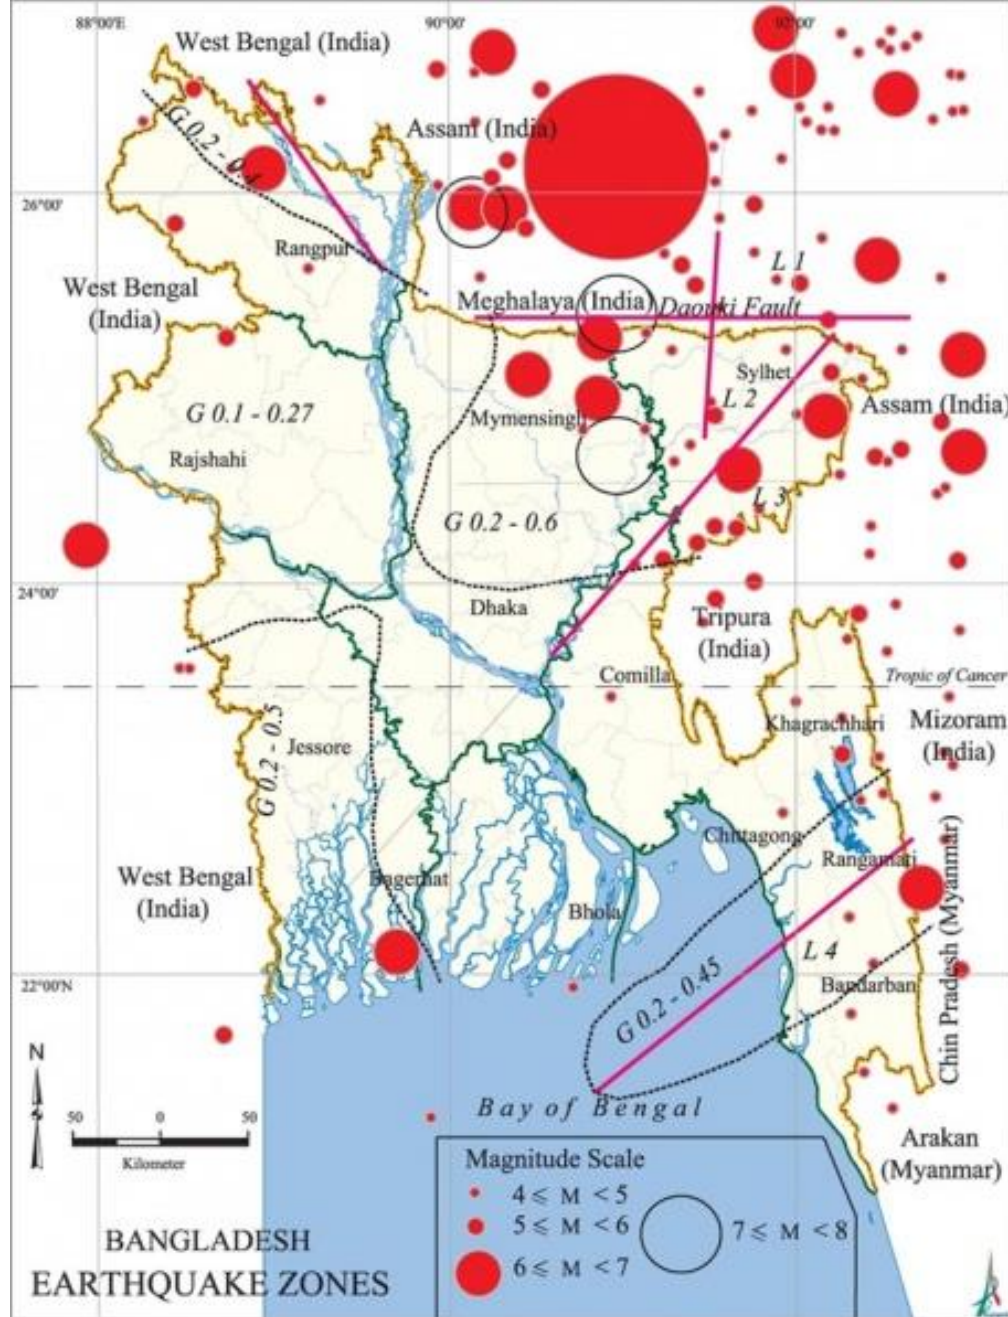 88°00'E
90°00'
92°00'
West Bengal (India)
G 0.2 - 0.4
Assam (India)
26°00'
Rangpur
West Bengal
(India)
L 1
Meghalaya (India)
Daouki Fault
Sylhet
G 0.1 - 0.27
Mymensingh
L 2
Assam (India)
Rajshahi
L 3
G 0.2 - 0.6
24°00'
Dhaka
Tripura
(India)
Comilla
Tropic of Cancer
G 0.2 - 0.5
Jessore
Khagrachhari
Mizoram
(India)
Chittagong
Rangamati
West Bengal
(India)
Bagerhat
Bhola
Chin Pradesh (Myanmar)
L 4
22°00'N
Bandarban
G 0.2 - 0.45
N
50 0 50
Kilometer
Bay of Bengal
Arakan
(Myanmar)
Magnitude Scale
4 ≤ M < 5
5 ≤ M < 6
6 ≤ M < 7
7 ≤ M < 8
BANGLADESH
EARTHQUAKE ZONES